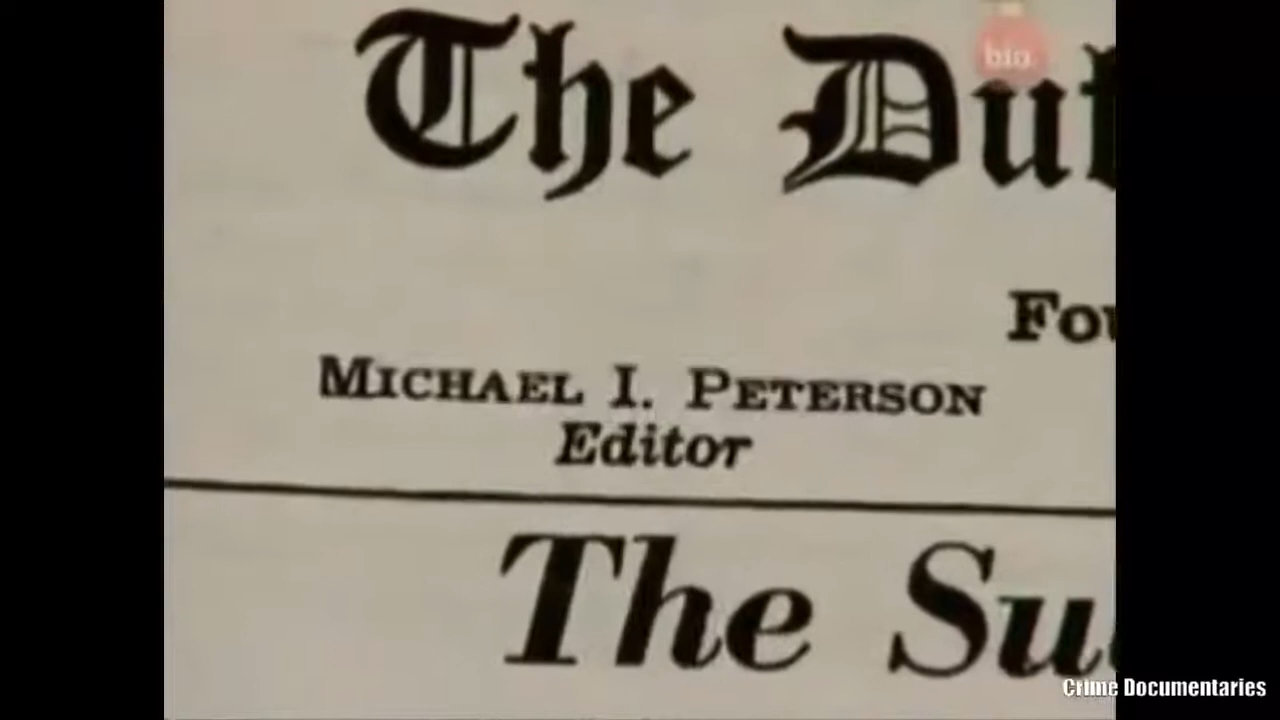 The Du
bio.
Fou
MICHAEL I. PETERSON
Editor
The Su
Crime Documentaries